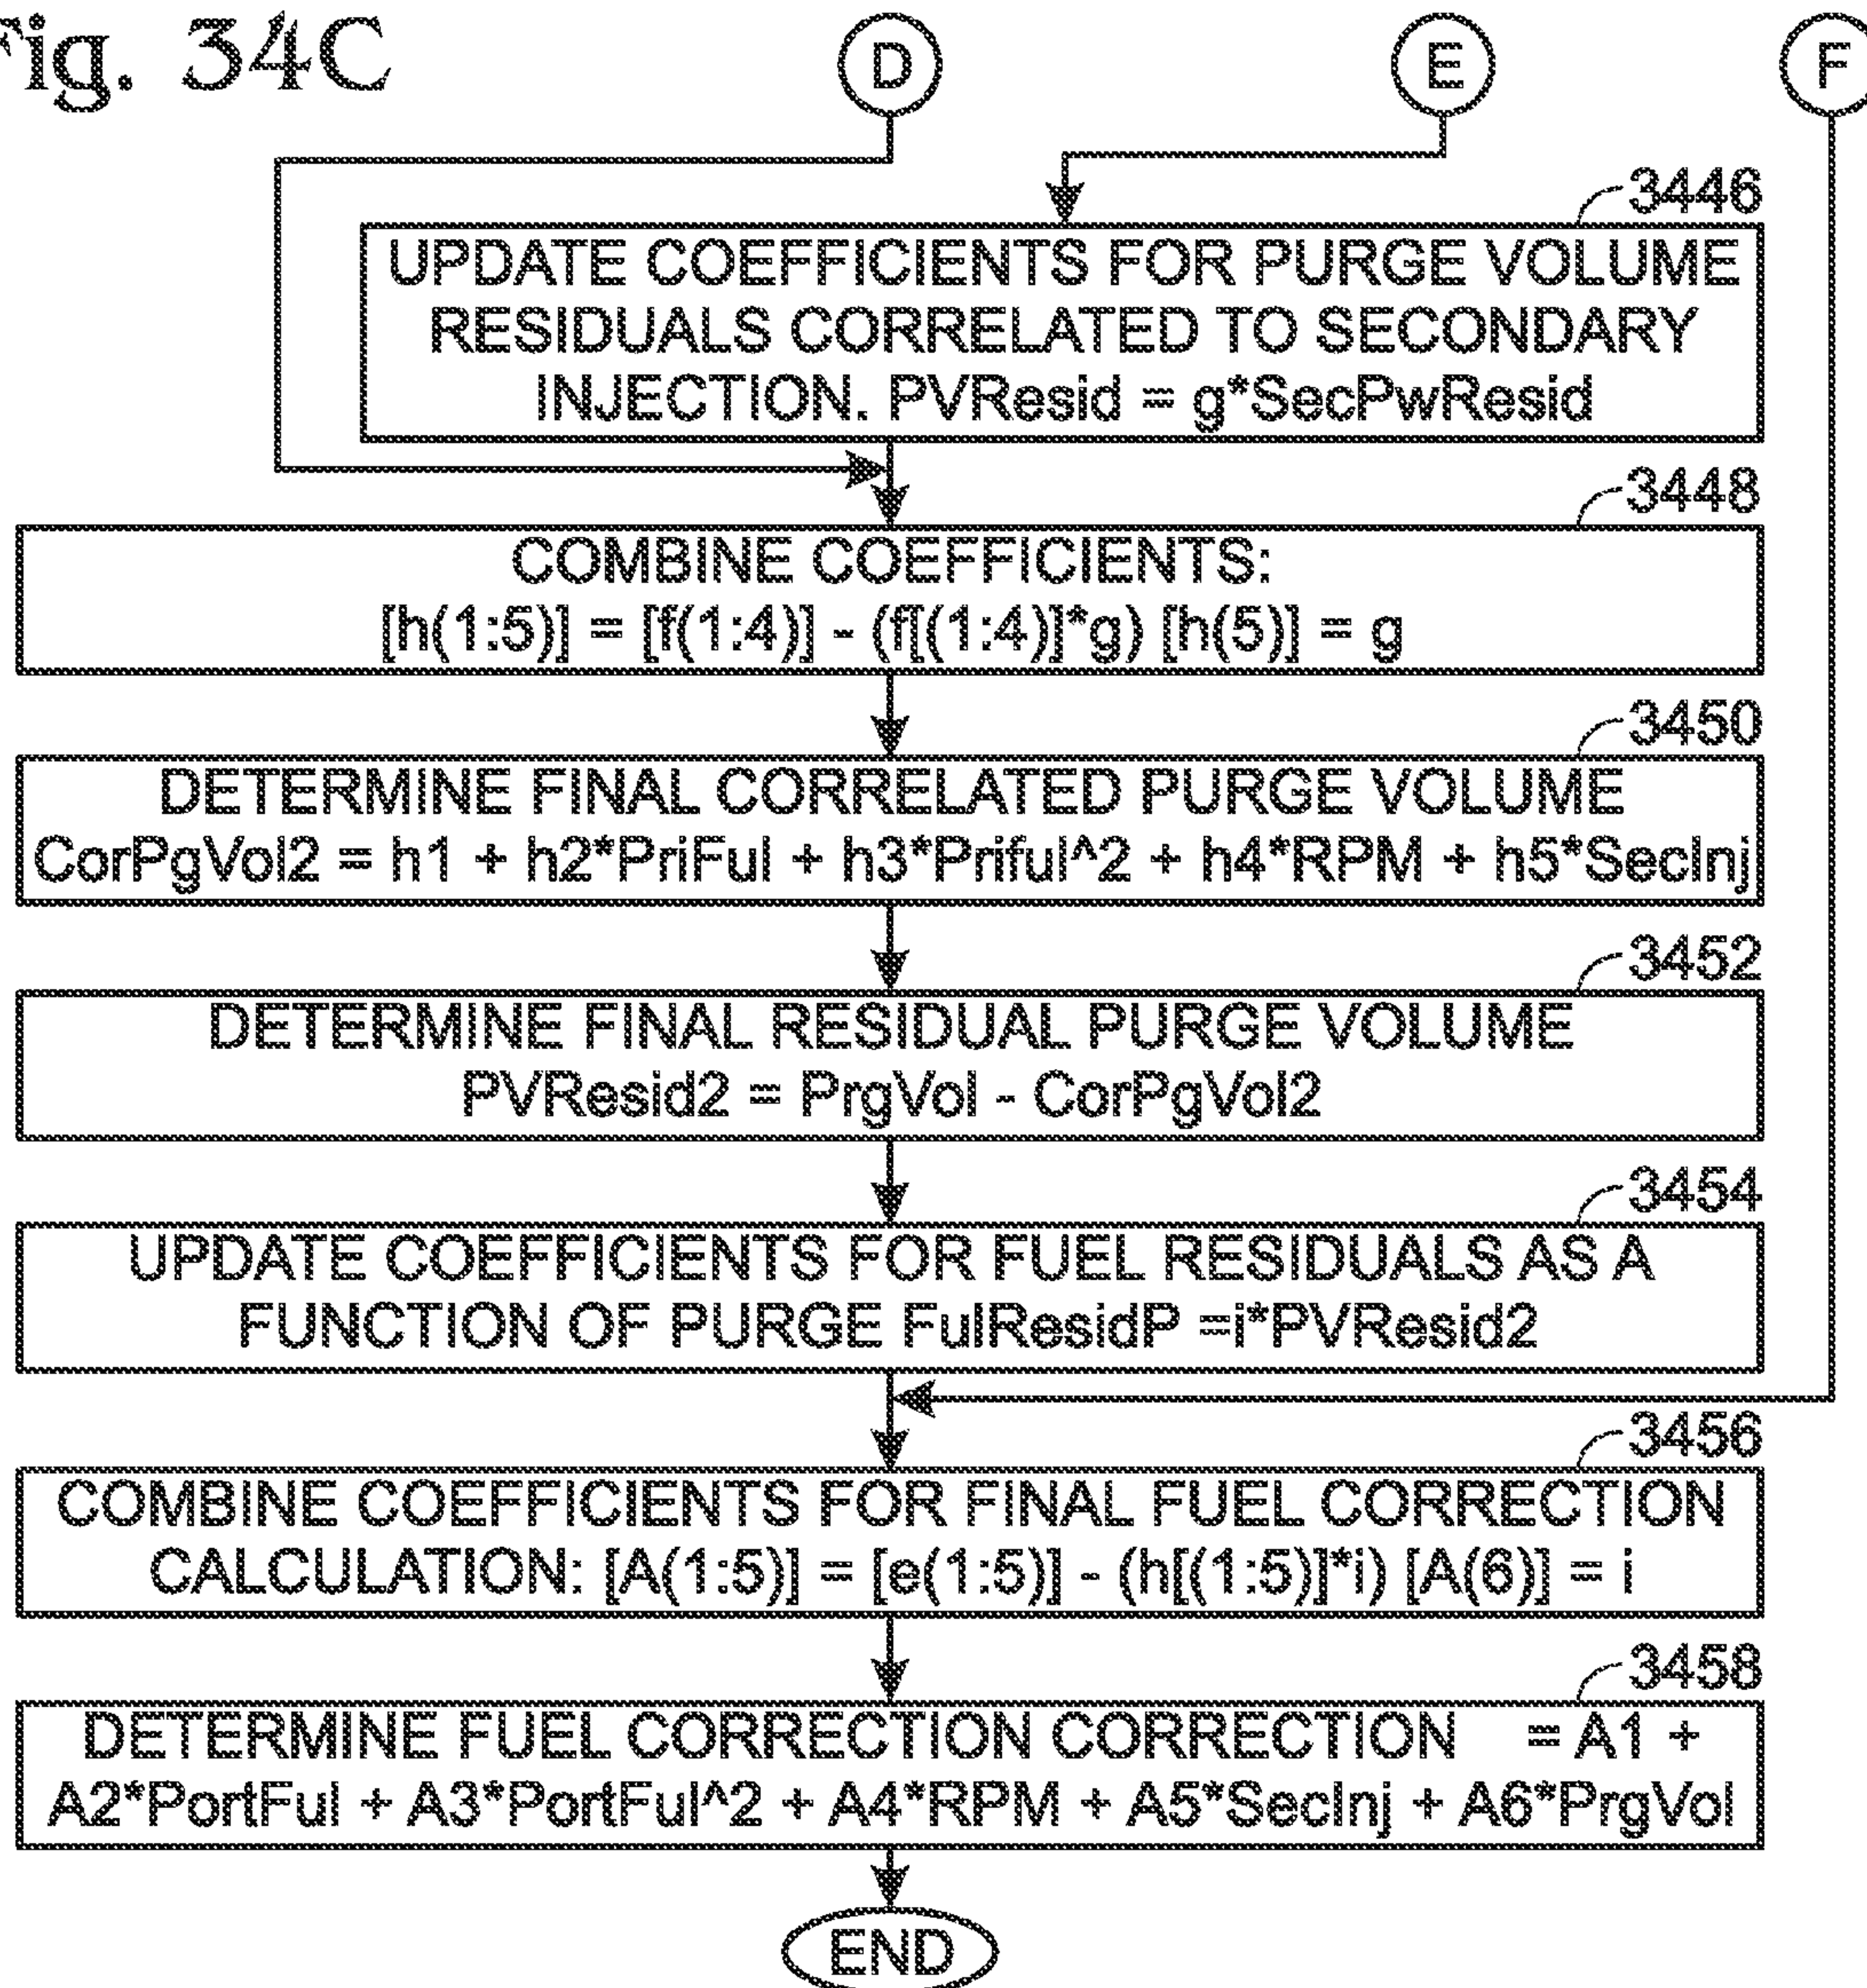 Fig. 34C
D
E
F
3446
UPDATE COEFFICIENTS FOR PURGE VOLUME
RESIDUALS CORRELATED TO SECONDARY
INJECTION. PVResid = g*SecPwResid
3448
COMBINE COEFFICIENTS:
[h(1:5)] = [f(1:4)] - (f[(1:4)]*g) [h(5)] = g
3450
DETERMINE FINAL CORRELATED PURGE VOLUME
CorPgVol2 = h1 + h2*PriFul + h3*Priful^2 + h4*RPM + h5*SecInj
3452
DETERMINE FINAL RESIDUAL PURGE VOLUME
PVResid2 = PrgVol - CorPgVol2
3454
UPDATE COEFFICIENTS FOR FUEL RESIDUALS AS A
FUNCTION OF PURGE FulResidP =i*PVResid2
3456
COMBINE COEFFICIENTS FOR FINAL FUEL CORRECTION
CALCULATION: [A(1:5)] = [e(1:5)] - (h[(1:5)]*i) [A(6)] = i
3458
DETERMINE FUEL CORRECTION CORRECTION = A1 +
A2*PortFul + A3*PortFul^2 + A4*RPM + A5*SecInj + A6*PrgVol
END